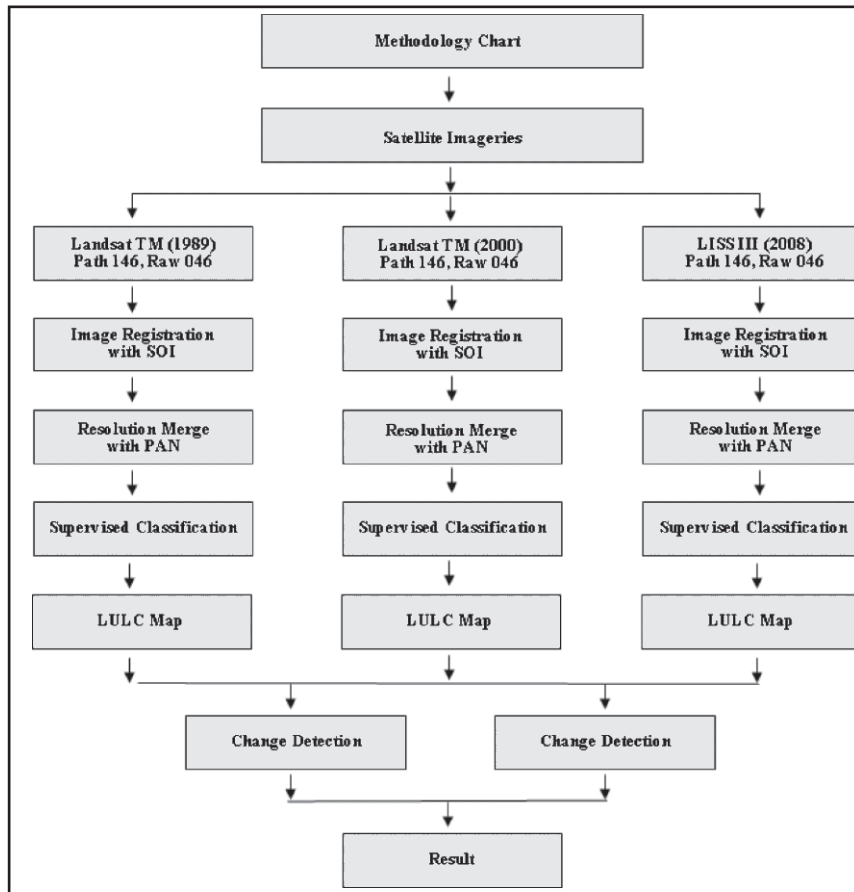 Methodology Chart
Satellite Imageries
Landsat TM (1989)
Path 146, Raw 046
Landsat TM (2000)
Path 146, Raw 046
LISS III (2008)
Path 146, Raw 046
Image Registration
with SOI
Image Registration
with SOI
Image Registration
with SOI
Resolution Merge
with PAN
Resolution Merge
with PAN
Resolution Merge
with PAN
Supervised Classification
Supervised Classification
Supervised Classification
LULC Map
LULC Map
LULC Map
Change Detection
Change Detection
Result